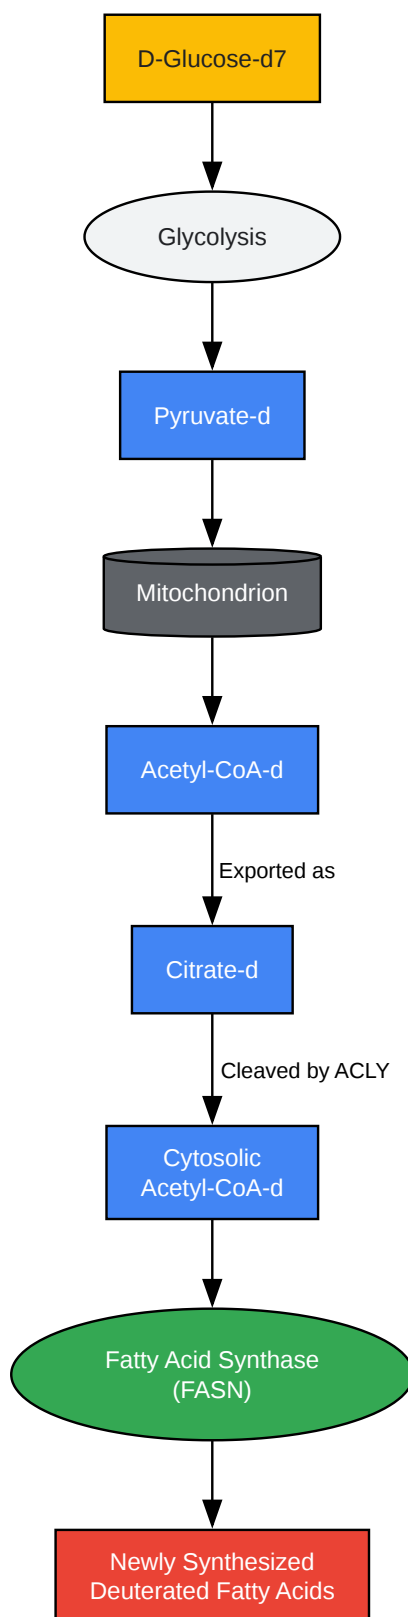 D-Glucose-d7
Glycolysis
Pyruvate-d
Mitochondrion
Acetyl-CoA-d
Exported as
Citrate-d
Cleaved by ACLY
Cytosolic
Acetyl-CoA-d
Fatty Acid Synthase
(FASN)
Newly Synthesized
Deuterated Fatty Acids